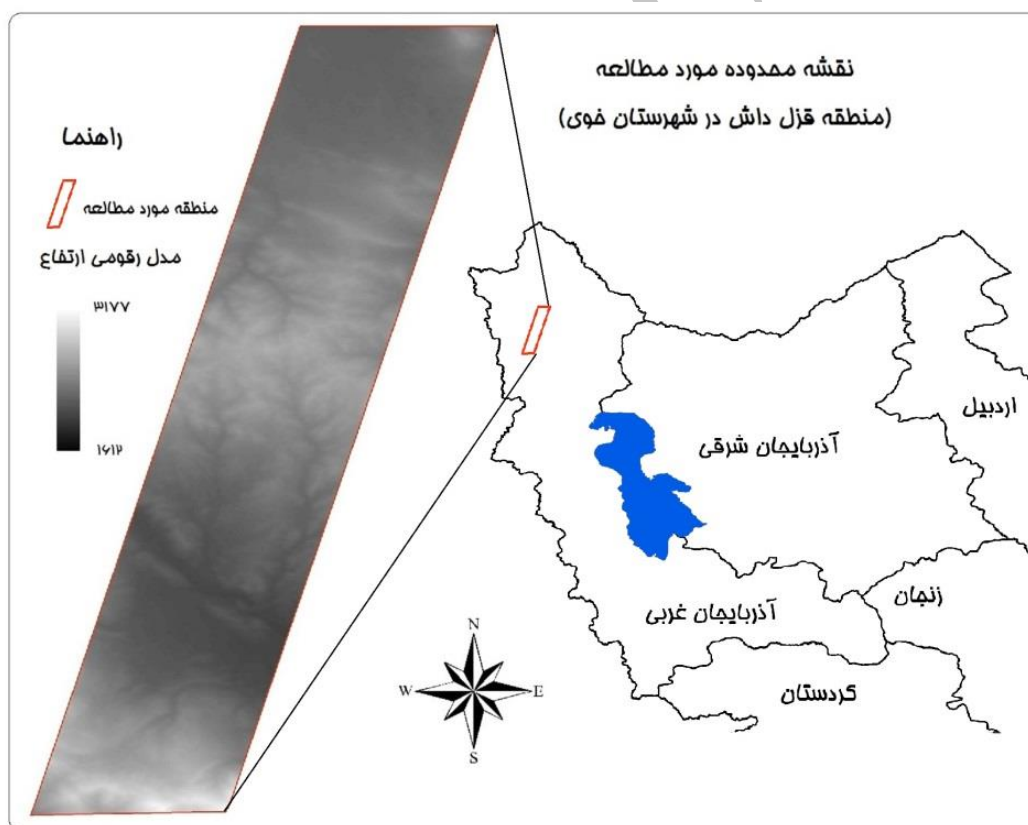 نقشه محدوده مورد مطالعه
(منطقه قزل داش در شهرستان خوی)
راهنما
منطقه مورد مطالعه
مدل رقومی ارتفاع
۳۱۷۷
۱۶۱۲
اردبیل
آذربایجان شرقی
زنجان
آذربایجان غربی
کردستان
N
W
E
S